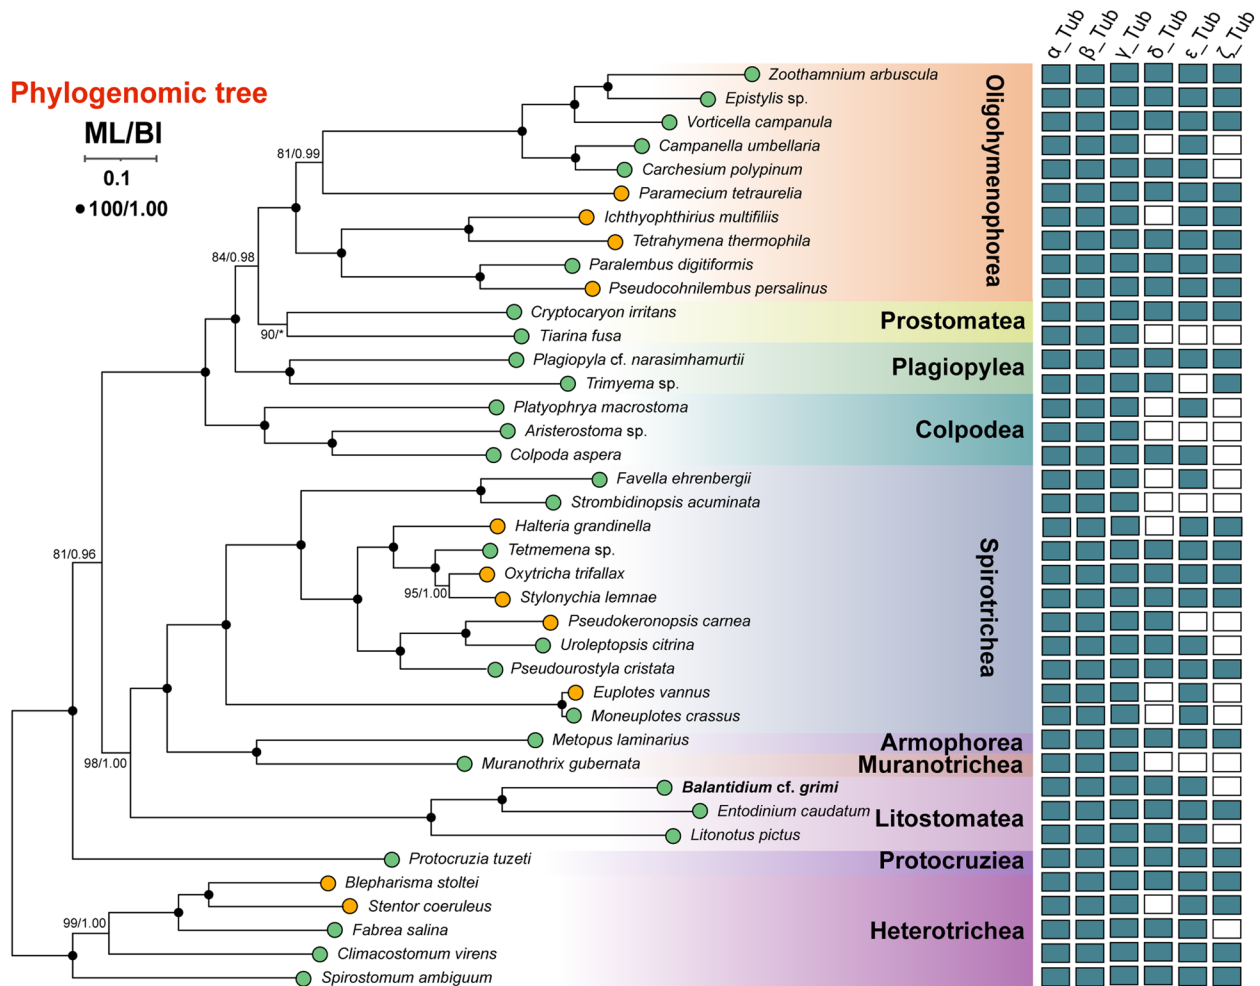 α_Tub
β_Tub
γ_Tub
δ_Tub
ε_Tub
ζ_Tub
Phylogenomic tree
ML/BI
0.1
100/1.00
Zoothamnium arbuscula
Epistylis sp.
Vorticella campanula
Campanella umbellaria
81/0.99
Carchesium polypinum
Paramecium tetraurelia
Ichthyophthirius multifiliis
Tetrahymena thermophila
84/0.98
Paralembus digitiformis
Pseudocohnilembus persalinus
Oligohymenophorea
Cryptocaryon irritans
90/*
Tiarina fusa
Prostomatea
Plagiopyla cf. narasimhamurtii
Trimyema sp.
Plagiopylea
Platyophrya macrostoma
Aristerostoma sp.
Colpoda aspera
Colpodea
Favella ehrenbergii
Strombidinopsis acuminata
Halteria grandinella
Tetmemena sp.
81/0.96
Oxytricha trifallax
95/1.00
Stylonychia lemnae
Pseudokeronopsis carnea
Uroleptopsis citrina
Pseudourostyla cristata
Euplotes vannus
Moneuplotes crassus
Spirotrichea
Metopus laminarius
Armophorea
98/1.00
Muranothrix gubernata
Muranotrichea
Balantidium cf. grimi
Entodinium caudatum
Litonotus pictus
Litostomatea
Protocruzia tuzeti
Protocruziea
Blepharisma stoltei
Stentor coeruleus
99/1.00
Fabrea salina
Climacostomum virens
Spirostomum ambiguum
Heterotrichea